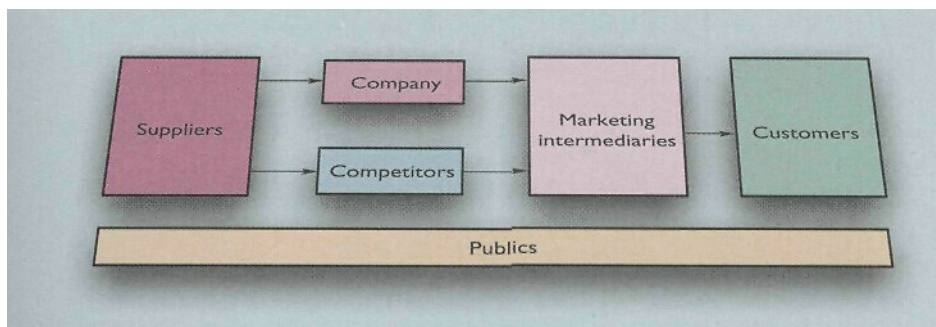 Suppliers
Company
Competitors
Marketing
intermediaries
Customers
Publics